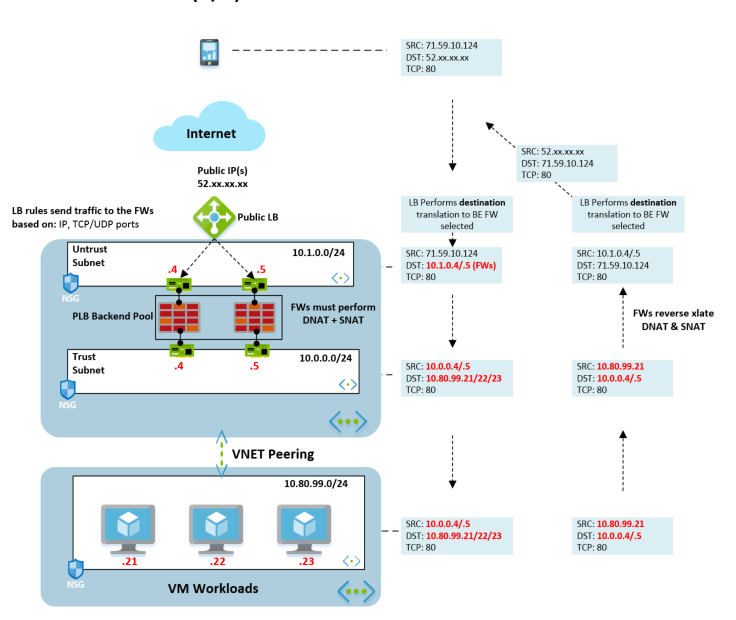 SRC: 71.59.10.124
DST: 52.xx.xx.xx
TCP: 80
Internet
SRC: 52.xx.xx.xx
DST: 71.59.10.124
TCP: 80
Public IP(s)
52.xx.xx.xx
LB rules send traffic to the FWs
based on: IP, TCP/UDP ports
Public LB
LB Performs destination
translation to BE FW
selected
LB Performs destination
translation to BE FW
selected
Untrust
Subnet
10.1.0.0/24
.4
.5
NSG
SRC: 71.59.10.124
DST: 10.1.0.4/.5 (FWs)
TCP: 80
SRC: 10.1.0.4/.5
DST: 71.59.10.124
TCP: 80
PLB Backend Pool
FWs must perform
DNAT + SNAT
FWs reverse xlate
DNAT & SNAT
Trust
Subnet
10.0.0.0/24
.4
.5
NSG
SRC: 10.0.0.4/.5
DST: 10.80.99.21/22/23
TCP: 80
SRC: 10.80.99.21
DST: 10.0.0.4/.5
TCP: 80
VNET Peering
10.80.99.0/24
.21
.22
.23
NSG
VM Workloads
SRC: 10.0.0.4/.5
DST: 10.80.99.21/22/23
TCP: 80
SRC: 10.80.99.21
DST: 10.0.0.4/.5
TCP: 80